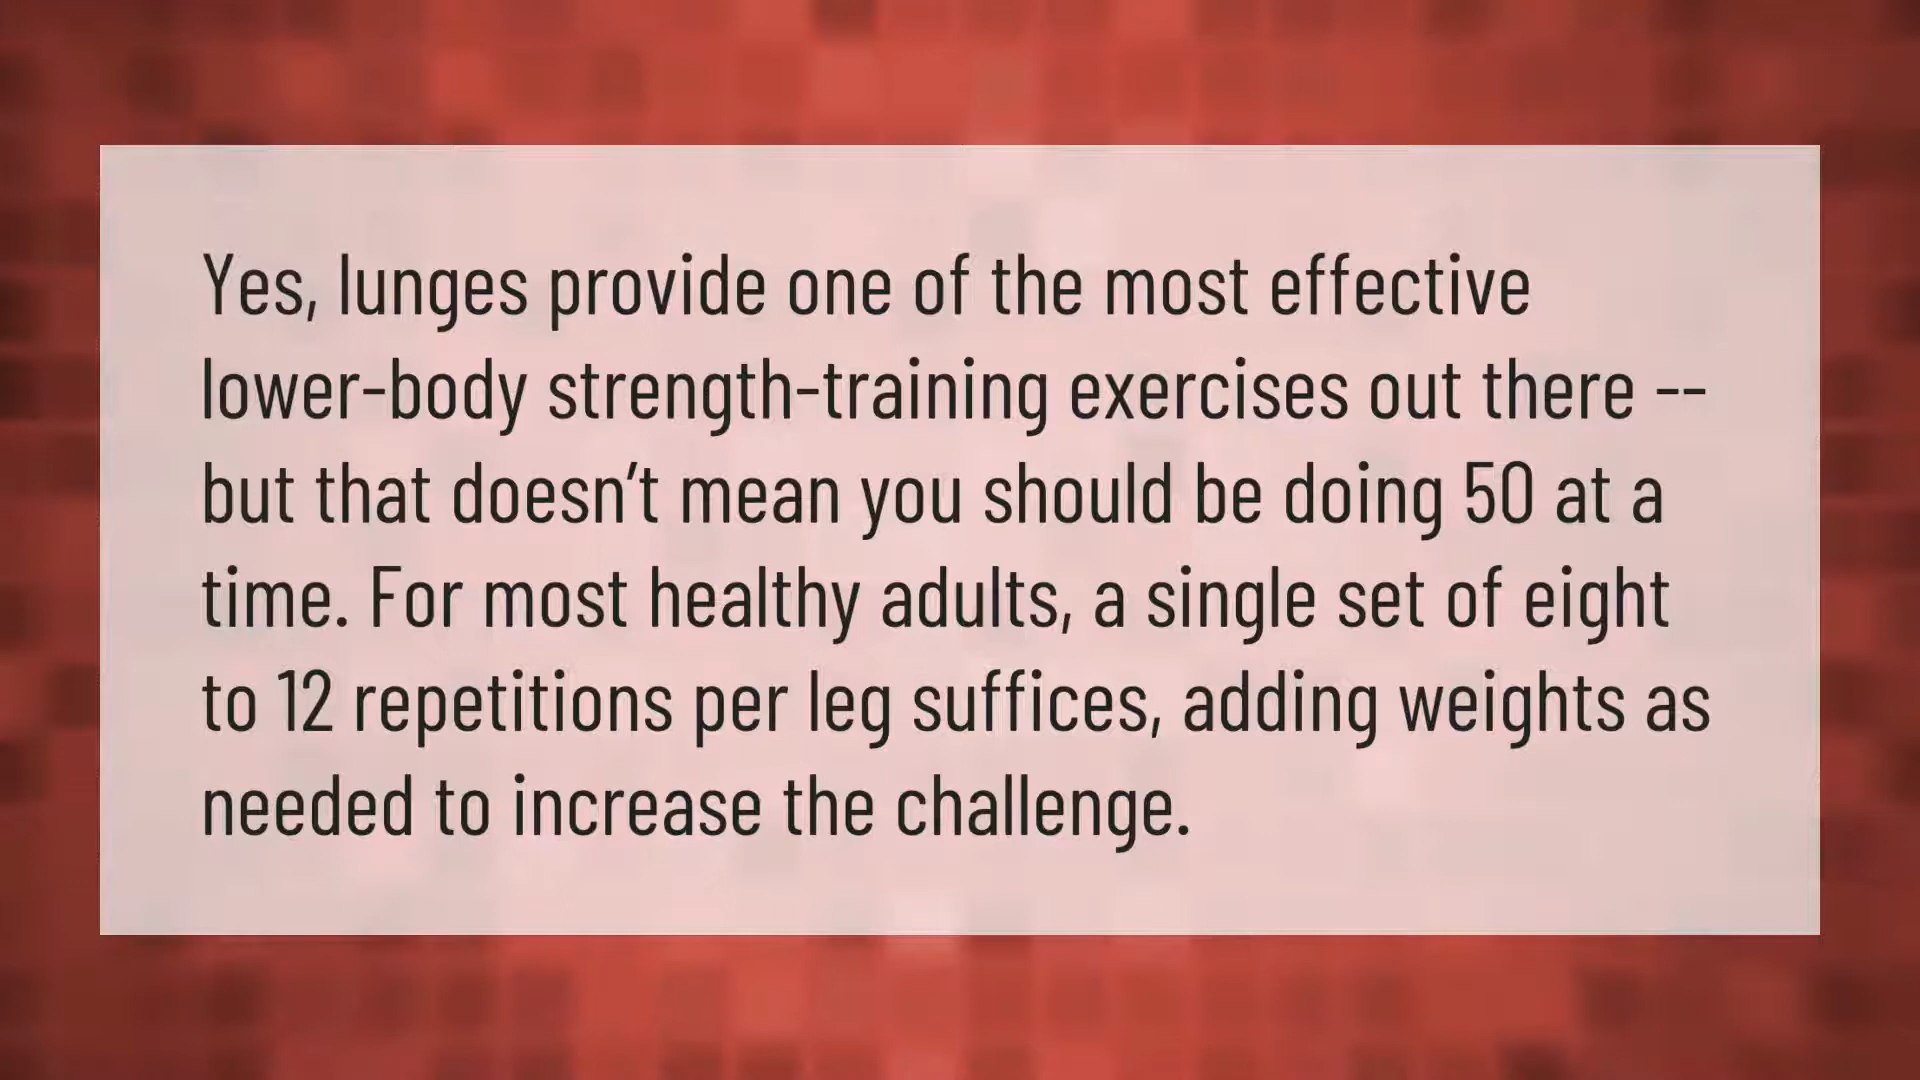 Yes, lunges provide one of the most effective
lower-body strength-training exercises out there --
but that doesn’t mean you should be doing 50 at a
time. For most healthy adults, a single set of eight
to 12 repetitions per leg suffices, adding weights as
needed to increase the challenge.